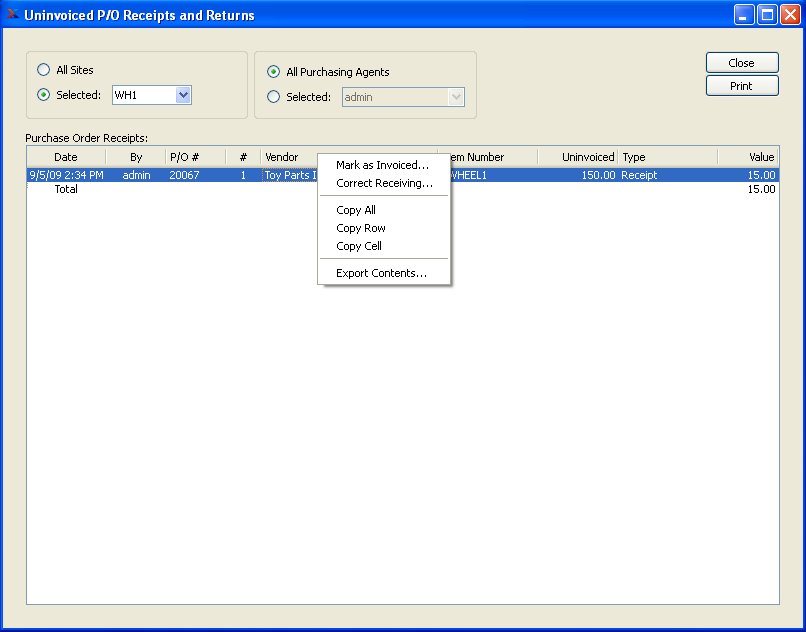 Uninvoiced P/O Receipts and Returns
All Sites
Selected: WH1
All Purchasing Agents
Selected: admin
Close
Print
Purchase Order Receipts:
Date By P/O # # Vendor Number Uninvoiced Type Value
9/5/09 2:34 PM admin 20067 1 Toy Parts WHEEL1 150.00 Receipt 15.00
Total 15.00
Mark as Invoiced...
Correct Receiving...
Copy All
Copy Row
Copy Cell
Export Contents...